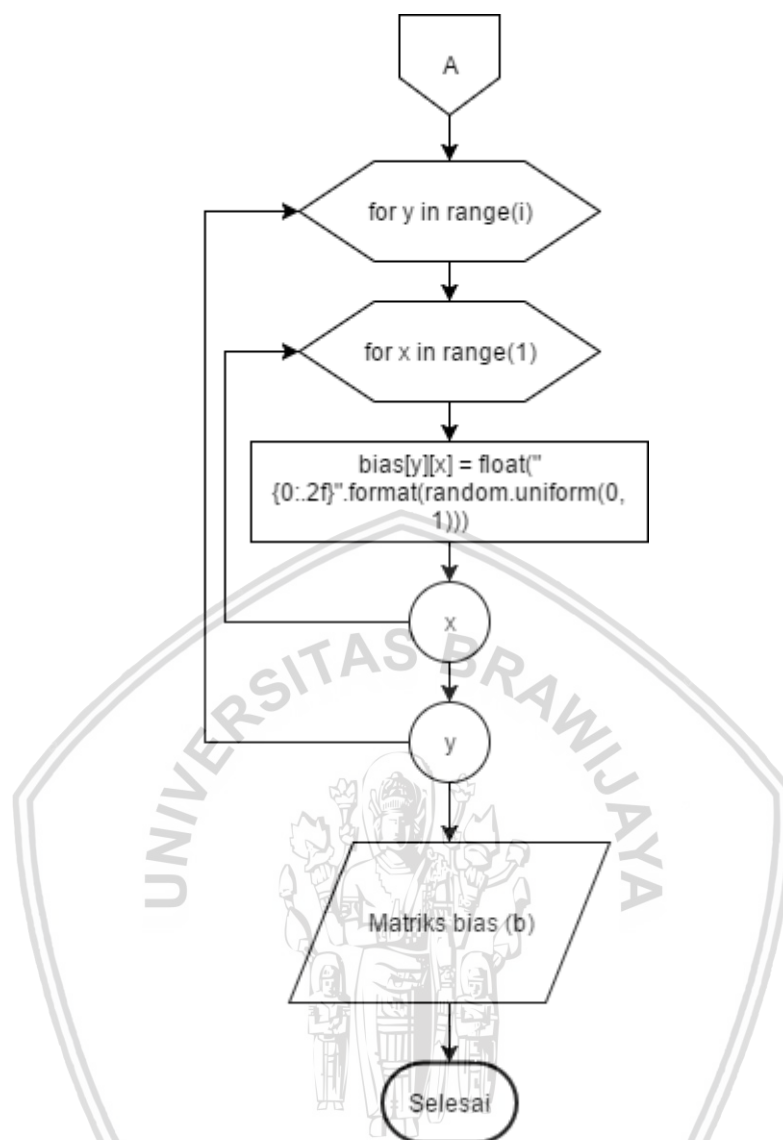 A
for y in range(i)
for x in range(1)
bias[y][x] = float("
{0:.2f}".format(random.uniform(0,
1)))
x
UNIVERSITAS BRAWIJAYA
y
Matriks bias (b)
Selesai